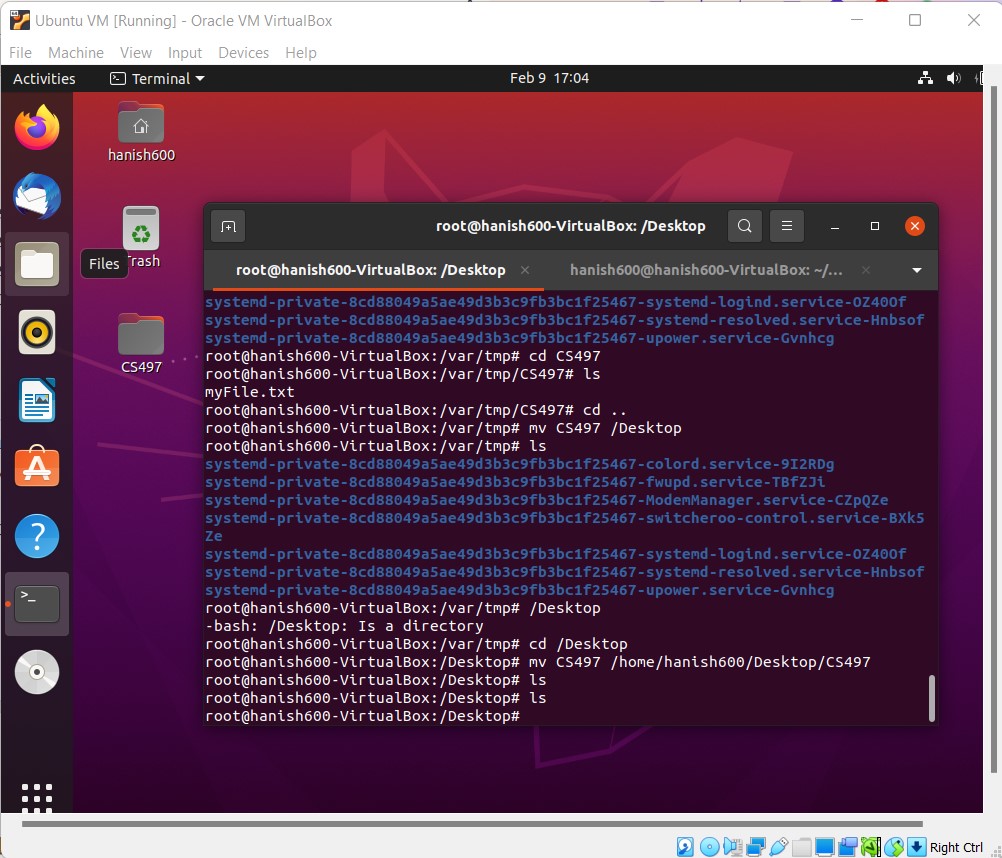 Ubuntu VM [Running] - Oracle VM VirtualBox
File Machine View Input Devices Help
Activities Terminal Feb 9 17:04
hanish600
Trash
Files
CS497
root@hanish600-VirtualBox: /Desktop
root@hanish600-VirtualBox: /Desktop hanish600@hanish600-VirtualBox: ~/...
systemd-private-8cd88049a5ae49d3b3c9fb3bc1f25467-systemd-logind.service-OZ40Of
systemd-private-8cd88049a5ae49d3b3c9fb3bc1f25467-systemd-resolved.service-Hnbsof
systemd-private-8cd88049a5ae49d3b3c9fb3bc1f25467-upower.service-Gvnhcg
root@hanish600-VirtualBox:/var/tmp# cd CS497
root@hanish600-VirtualBox:/var/tmp/CS497# ls
myFile.txt
root@hanish600-VirtualBox:/var/tmp/CS497# cd ..
root@hanish600-VirtualBox:/var/tmp# mv CS497 /Desktop
root@hanish600-VirtualBox:/var/tmp# ls
systemd-private-8cd88049a5ae49d3b3c9fb3bc1f25467-colord.service-9I2RDg
systemd-private-8cd88049a5ae49d3b3c9fb3bc1f25467-fwupd.service-TBfZJi
systemd-private-8cd88049a5ae49d3b3c9fb3bc1f25467-ModemManager.service-CZpQZe
systemd-private-8cd88049a5ae49d3b3c9fb3bc1f25467-switcheroo-control.service-BXk5
Ze
systemd-private-8cd88049a5ae49d3b3c9fb3bc1f25467-systemd-logind.service-OZ40Of
systemd-private-8cd88049a5ae49d3b3c9fb3bc1f25467-systemd-resolved.service-Hnbsof
systemd-private-8cd88049a5ae49d3b3c9fb3bc1f25467-upower.service-Gvnhcg
root@hanish600-VirtualBox:/var/tmp# /Desktop
-bash: /Desktop: Is a directory
root@hanish600-VirtualBox:/var/tmp# cd /Desktop
root@hanish600-VirtualBox:/Desktop# mv CS497 /home/hanish600/Desktop/CS497
root@hanish600-VirtualBox:/Desktop# ls
root@hanish600-VirtualBox:/Desktop# ls
root@hanish600-VirtualBox:/Desktop#
Right Ctrl